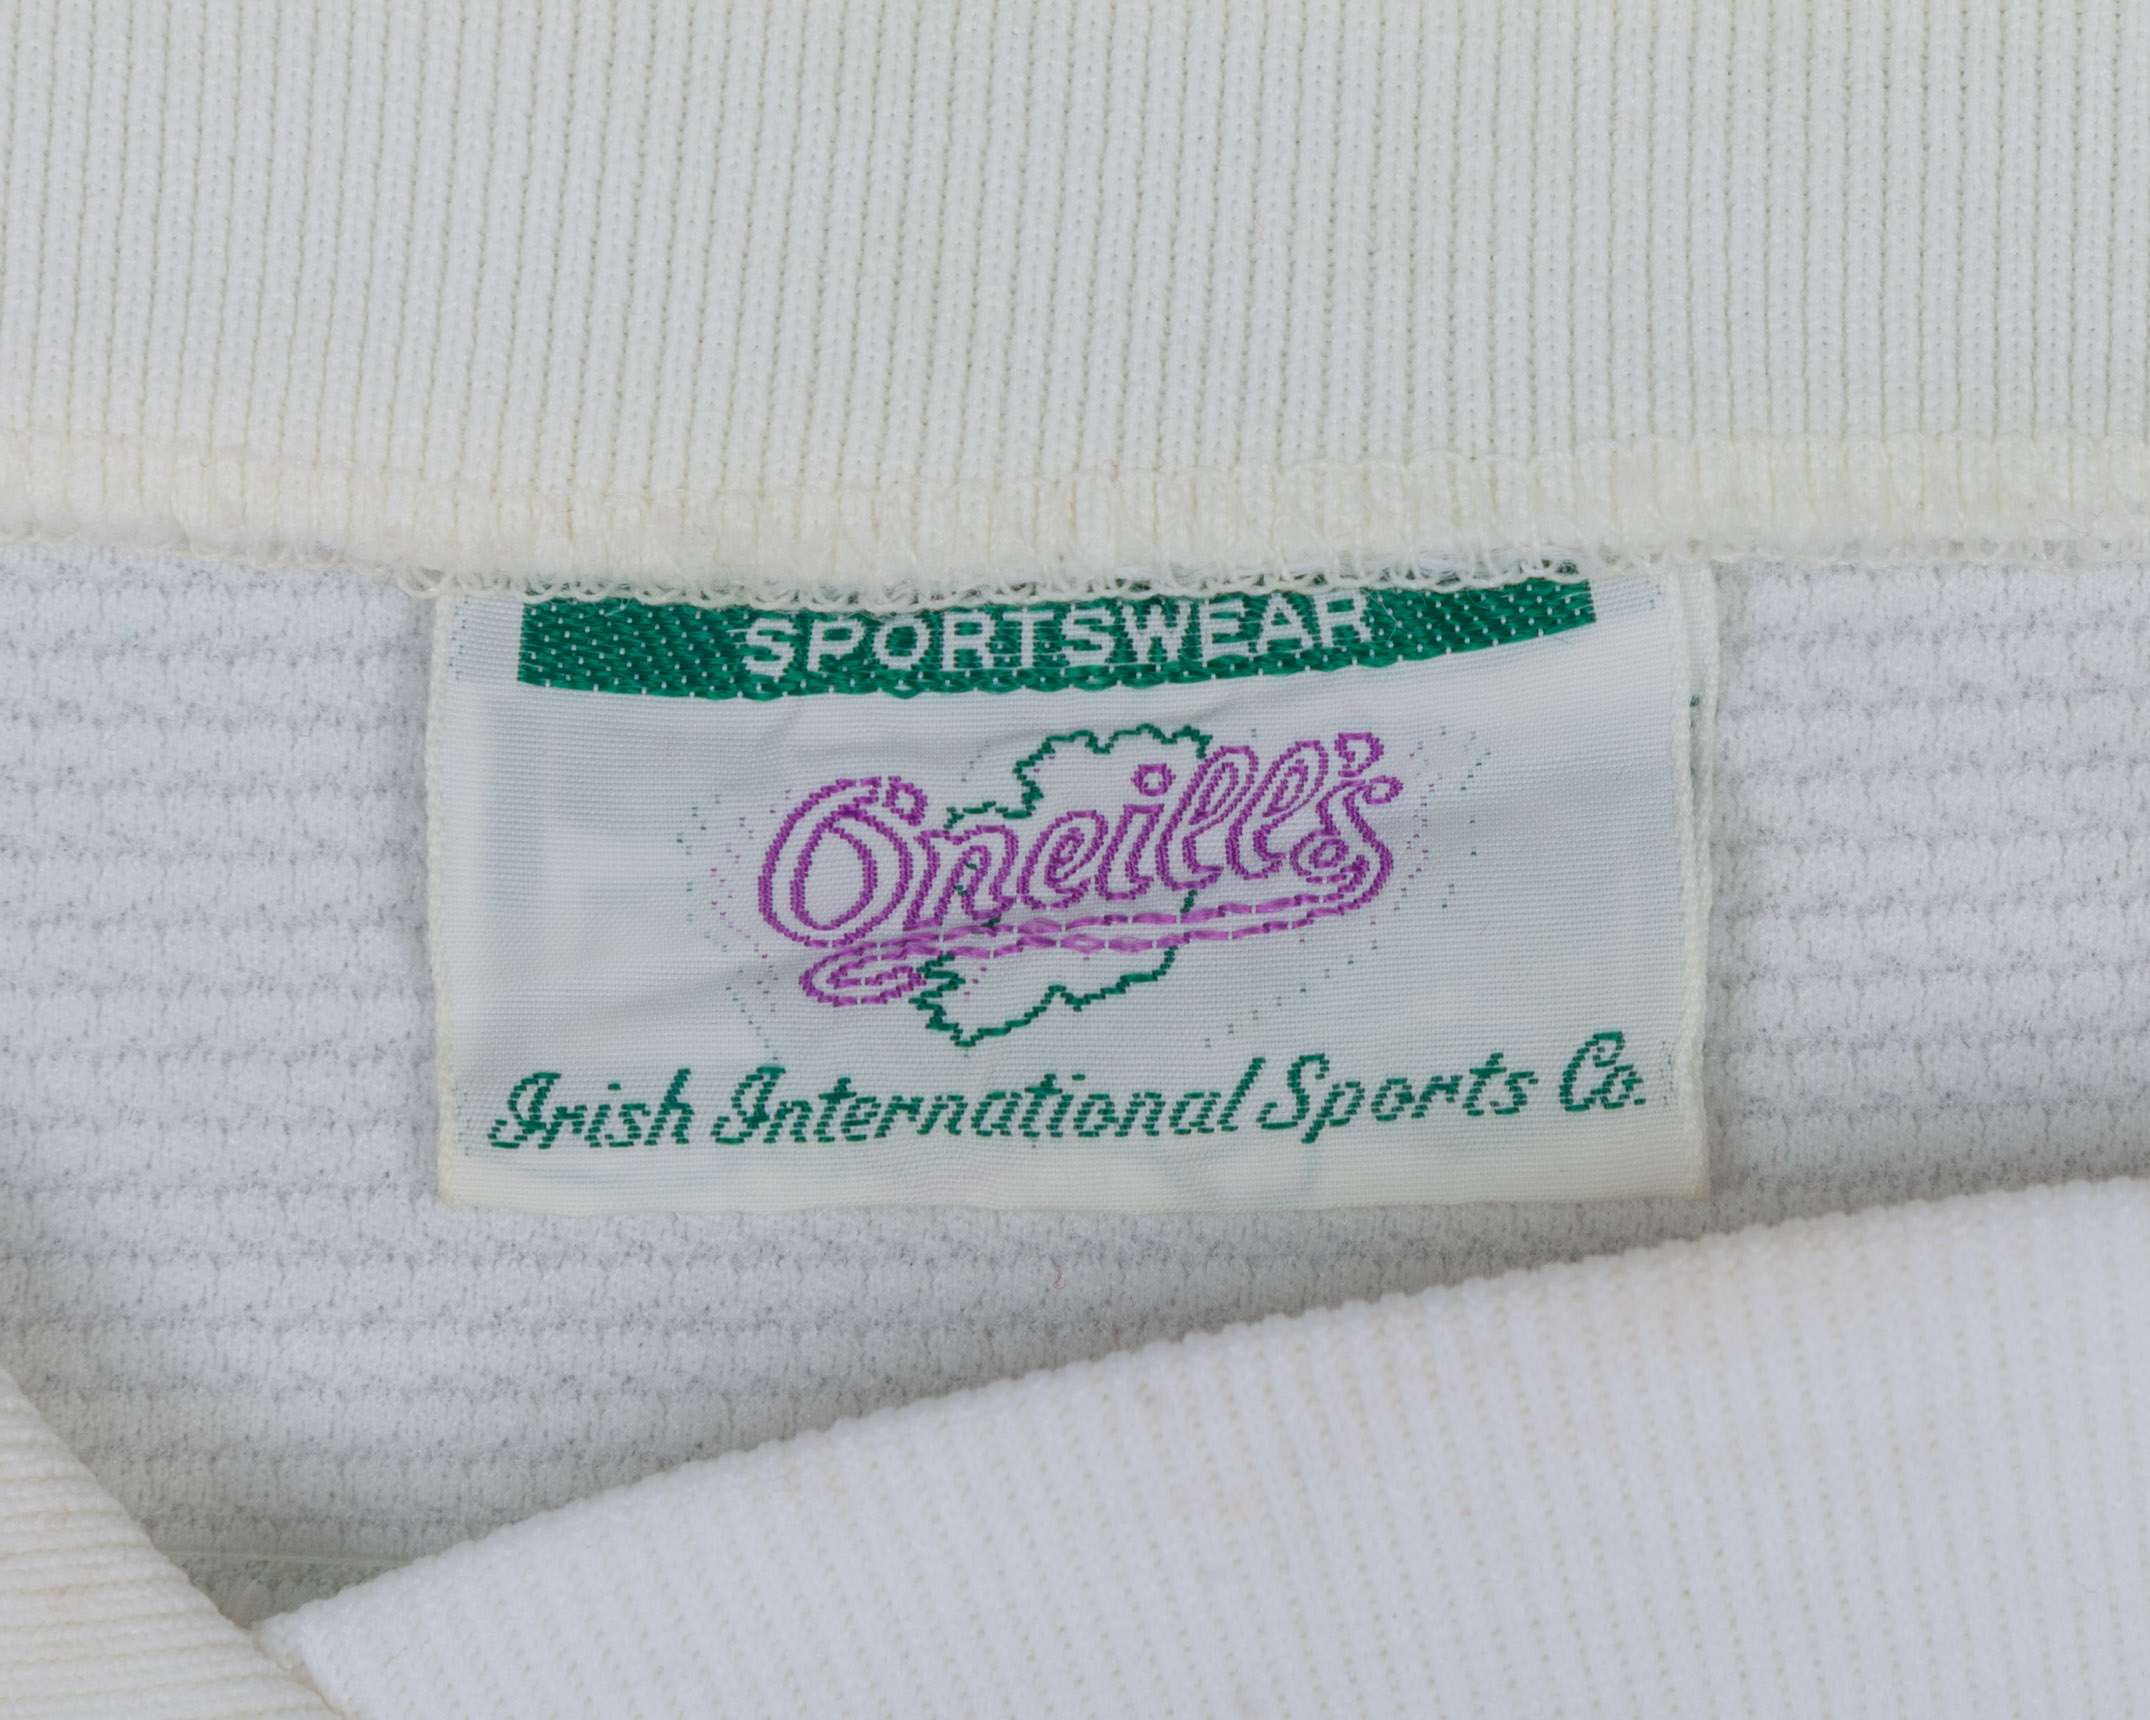 SPORTSWEAR
O'neill's
Irish International Sports Co.